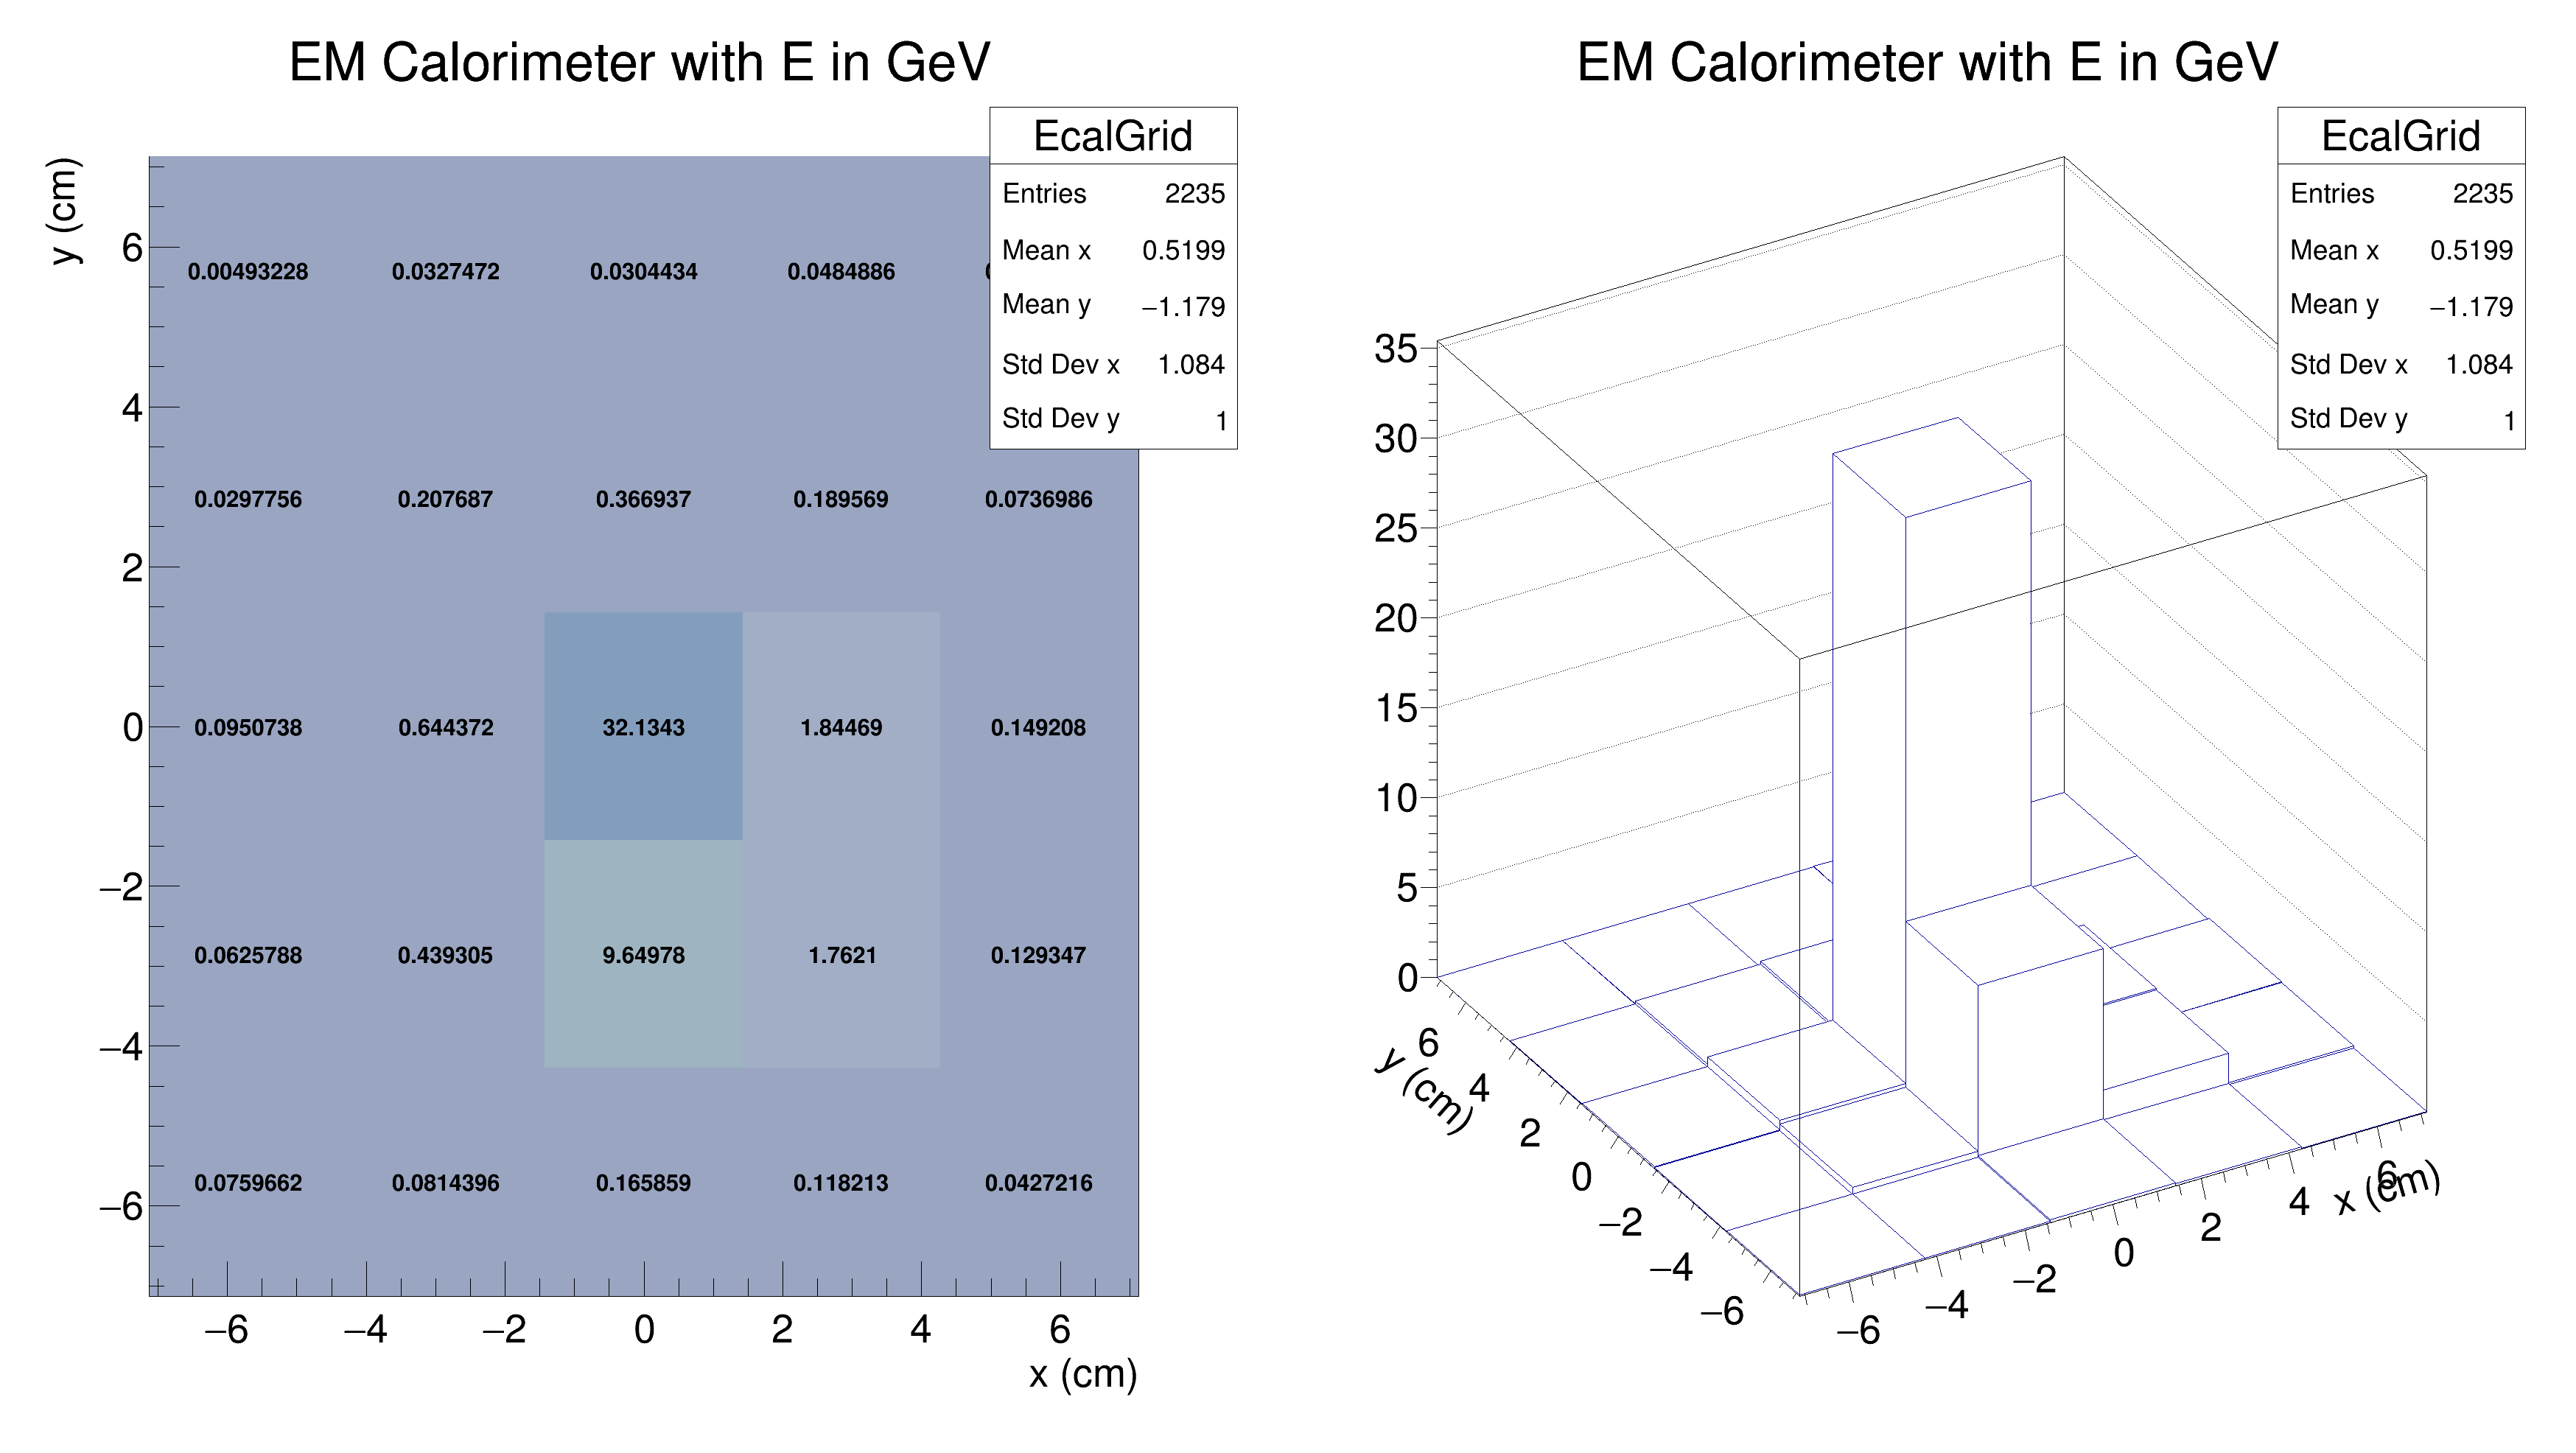 EM Calorimeter with E in GeV
EcalGrid
Entries 2235
Mean x 0.5199
Mean y −1.179
Std Dev x 1.084
Std Dev y 1
y (cm)
6
4
2
0
−2
−4
−6
0.00493228 0.0327472 0.0304434 0.0484886
0.0297756 0.207687 0.366937 0.189569 0.0736986
0.0950738 0.644372 32.1343 1.84469 0.149208
0.0625788 0.439305 9.64978 1.7621 0.129347
0.0759662 0.0814396 0.165859 0.118213 0.0427216
−6 −4 −2 0 2 4 6
x (cm)
EM Calorimeter with E in GeV
EcalGrid
Entries 2235
Mean x 0.5199
Mean y −1.179
Std Dev x 1.084
Std Dev y 1
35
30
25
20
15
10
5
0
6
4
2
0
−2
−4
−6
y (cm)
−6
−4
−2
0
2
4
6
x (cm)